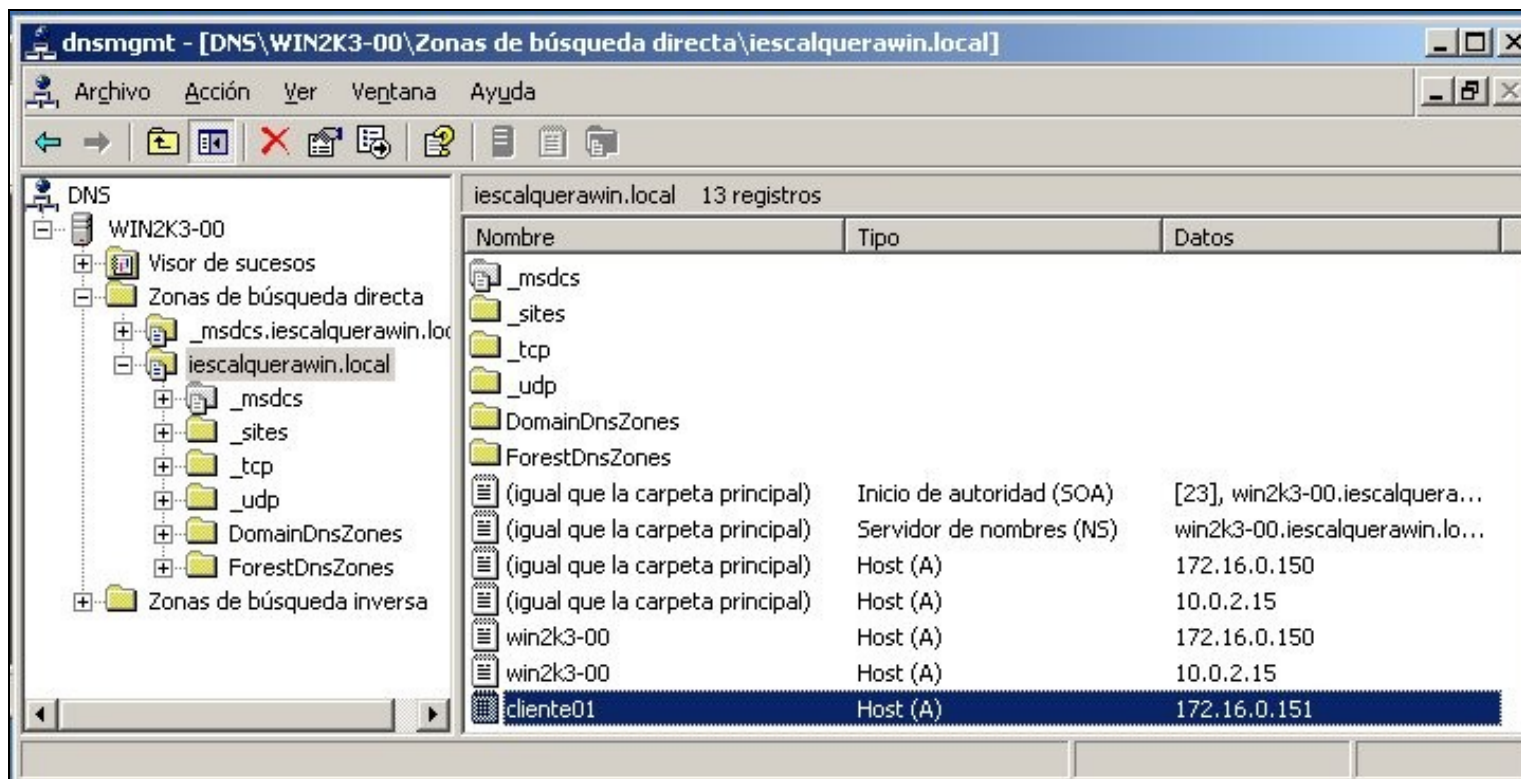 dnsmgmt - [DNS\WIN2K3-00\Zonas de búsqueda directa\iescalquerawin.local]
Archivo Acción Ver Ventana Ayuda
DNS
WIN2K3-00
Visor de sucesos
Zonas de búsqueda directa
_msdcs.iescalquerawin.loc
iescalquerawin.local
_msdcs
_sites
_tcp
_udp
DomainDnsZones
ForestDnsZones
Zonas de búsqueda inversa
iescalquerawin.local 13 registros
Nombre Tipo Datos
_msdcs
_sites
_tcp
_udp
DomainDnsZones
ForestDnsZones
(igual que la carpeta principal) Inicio de autoridad (SOA) [23], win2k3-00.iescalquera...
(igual que la carpeta principal) Servidor de nombres (NS) win2k3-00.iescalquerawin.lo...
(igual que la carpeta principal) Host (A) 172.16.0.150
(igual que la carpeta principal) Host (A) 10.0.2.15
win2k3-00 Host (A) 172.16.0.150
win2k3-00 Host (A) 10.0.2.15
cliente01 Host (A) 172.16.0.151